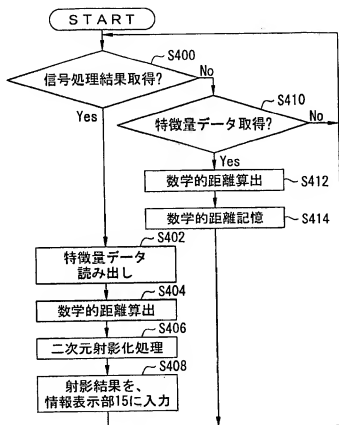 START
S400
信号処理結果取得?
No
S410
Yes
特徴量データ取得?
No
Yes
数学的距離算出
S412
数学的距離記憶
S414
S402
特徴量データ
読み出し
S404
数学的距離算出
S406
二次元射影化処理
S408
射影結果を、
情報表示部15に入力